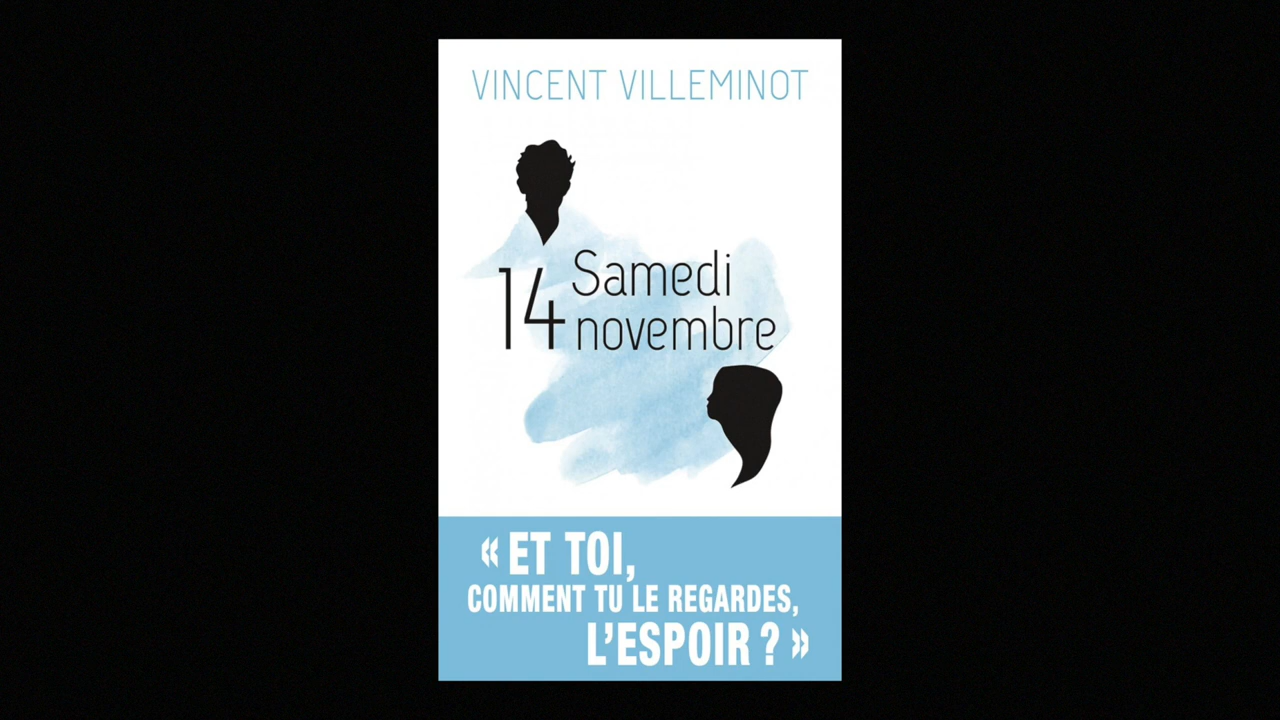 VINCENT VILLEMINOT
14 Samedi
novembre
« ET TOI,
COMMENT TU LE REGARDES,
L'ESPOIR ? »